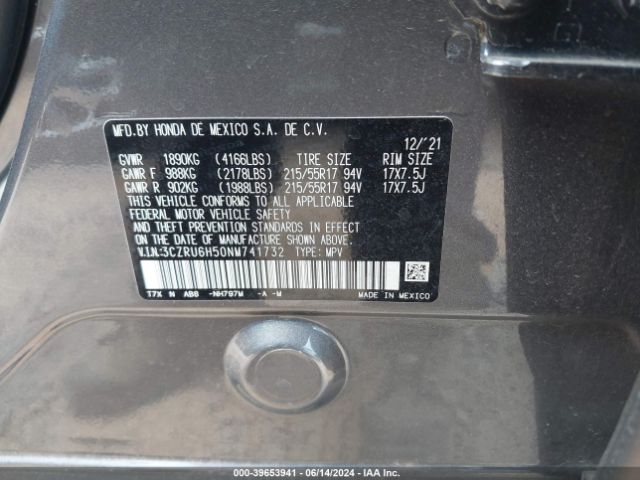 MFD.BY HONDA DE MEXICO S.A. DE C.V.
12/'21
GVWR 1890KG (4166LBS) TIRE SIZE RIM SIZE
GAWR F 988KG (2178LBS) 215/55R17 94V 17X7.5J
GAWR R 902KG (1988LBS) 215/55R17 94V 17X7.5J
THIS VEHICLE CONFORMS TO ALL APPLICABLE
FEDERAL MOTOR VEHICLE SAFETY
AND THEFT PREVENTION STANDARDS IN EFFECT
ON THE DATE OF MANUFACTURE SHOWN ABOVE.
V.I.N:3CZRU6H50NM741732 TYPE: MPV
T7X N AB8 -NH797M -A -M MADE IN MEXICO
0-39653941 - 06/14/2024 - IAA Inc.